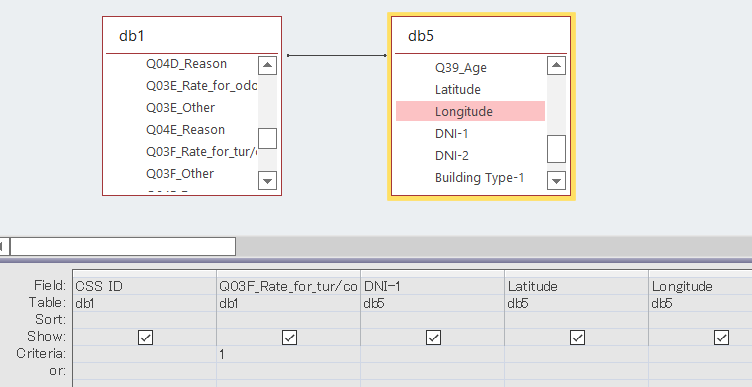 db1
Q04D_Reason
Q03E_Rate_for_odo
Q03E_Other
Q04E_Reason
Q03F_Rate_for_tur/c
Q03F_Other
db5
Q39_Age
Latitude
Longitude
DNI-1
DNI-2
Building Type-1
Field: CSS ID Q03F_Rate_for_tur/co DNI-1 Latitude Longitude
Table: db1 db1 db5 db5 db5
Sort:
Show:
Criteria: 1
or: